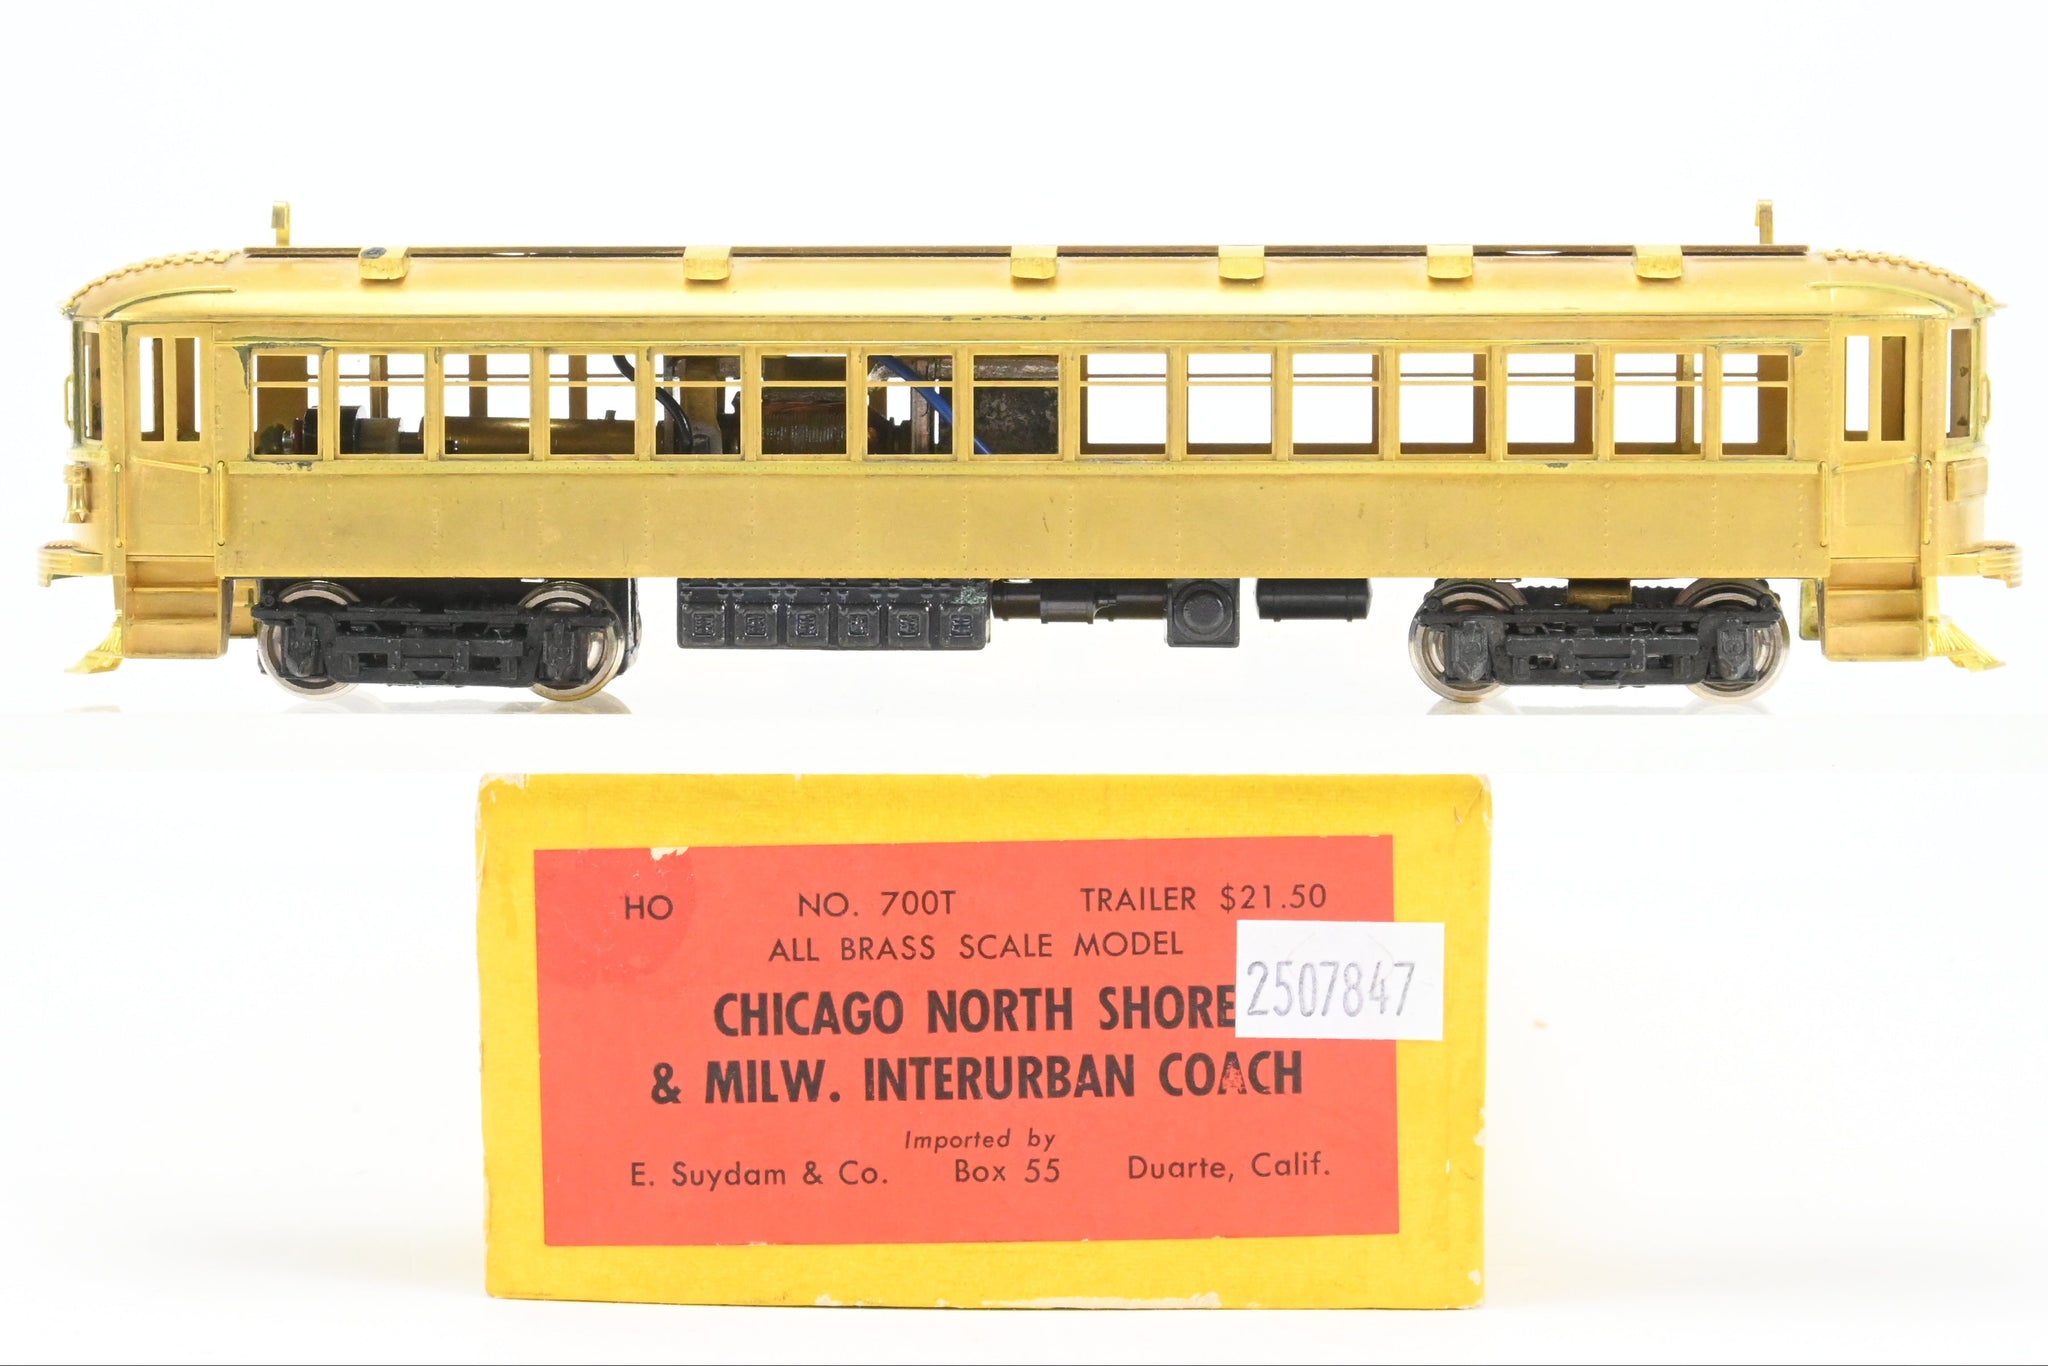 HO NO. 700T TRAILER $21.50
ALL BRASS SCALE MODEL
CHICAGO NORTH SHORE
2507847
& MILW. INTERURBAN COACH
Imported by
E. Suydam & Co. Box 55 Duarte, Calif.